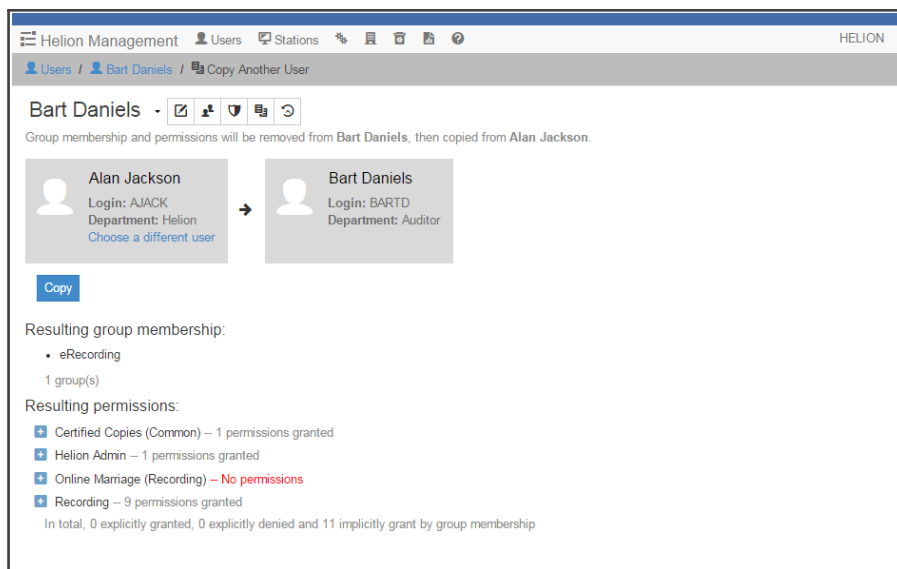 Helion Management Users Stations HELION
Users / Bart Daniels / Copy Another User
Bart Daniels
Group membership and permissions will be removed from Bart Daniels, then copied from Alan Jackson.
Alan Jackson
Login: AJACK
Department: Helion
Choose a different user
Bart Daniels
Login: BARTD
Department: Auditor
Copy
Resulting group membership:
• eRecording
1 group(s)
Resulting permissions:
Certified Copies (Common) -- 1 permissions granted
Helion Admin -- 1 permissions granted
Online Marriage (Recording) -- No permissions
Recording -- 9 permissions granted
In total, 0 explicitly granted, 0 explicitly denied and 11 implicitly grant by group membership